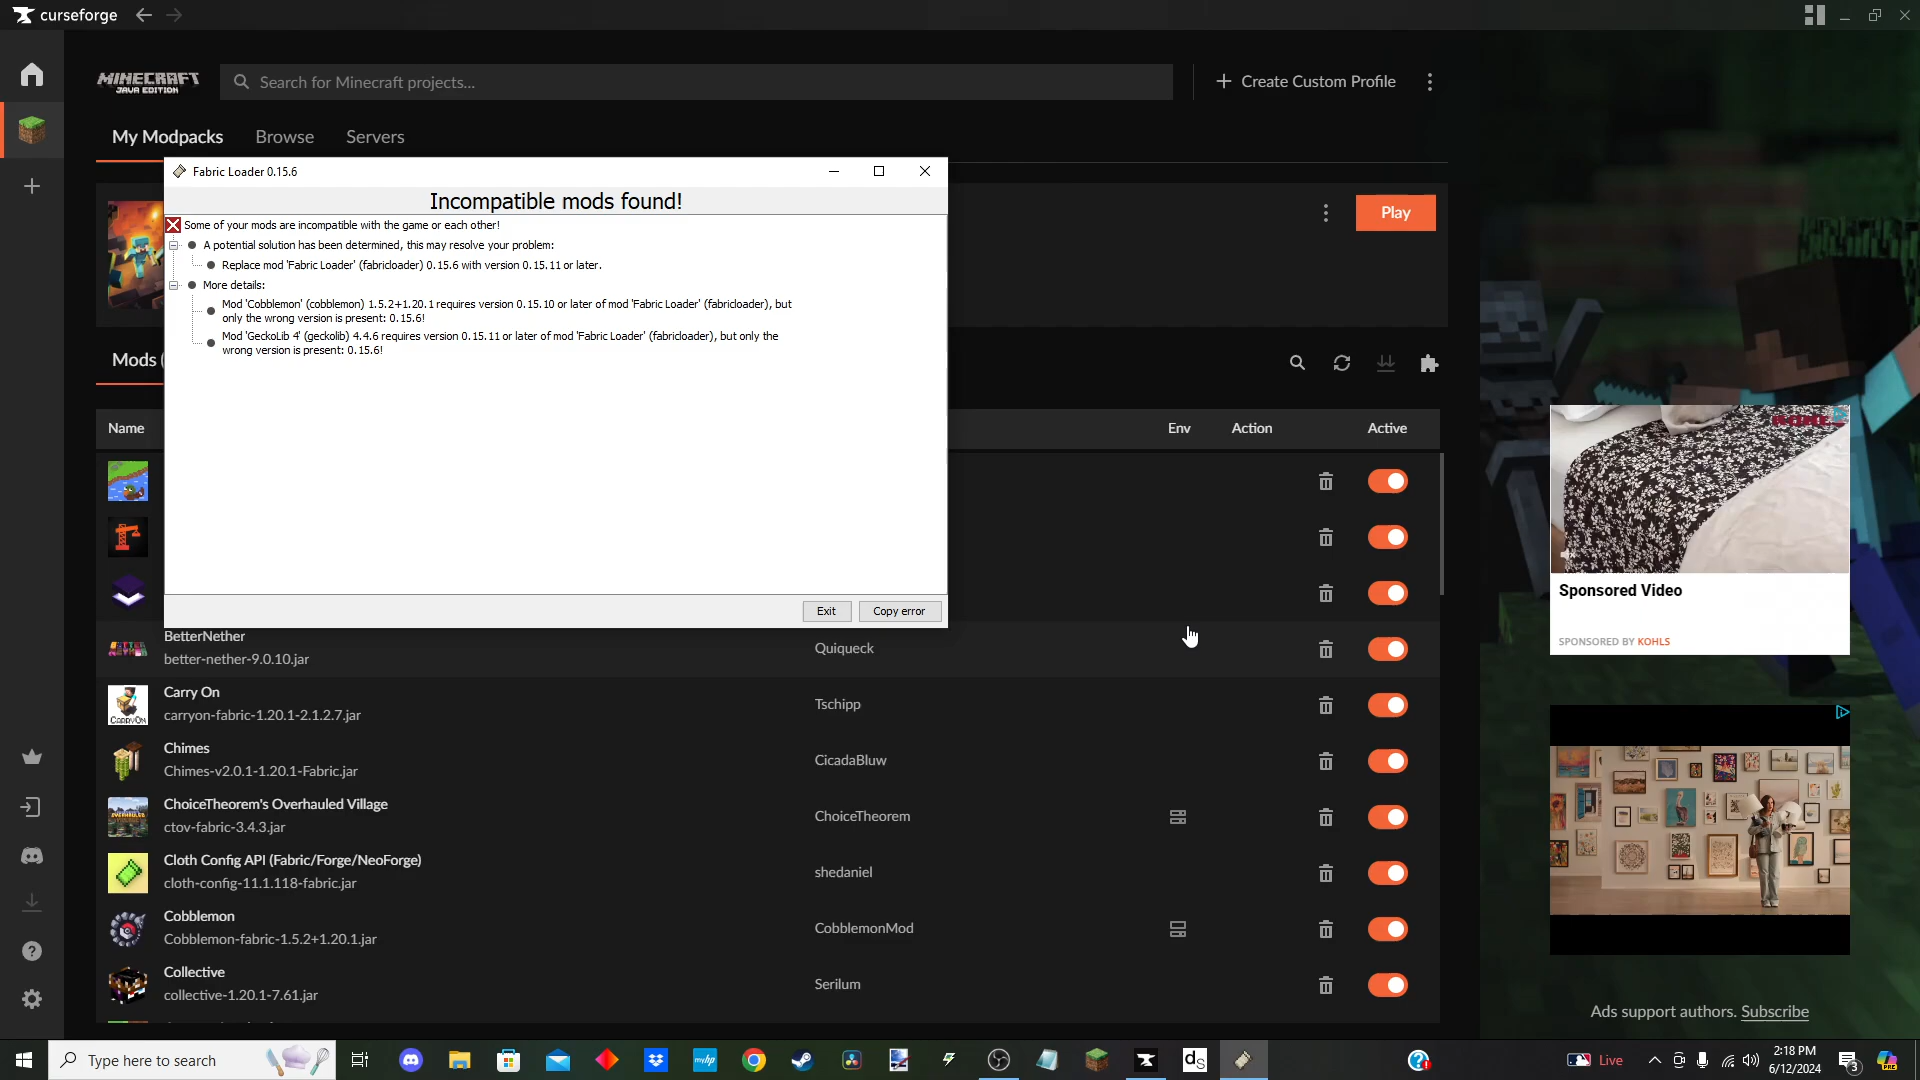 curseforge
MINECRAFT
JAVA EDITION
Search for Minecraft projects...
Create Custom Profile
My Modpacks
Browse
Servers
Fabric Loader 0.15.6
Incompatible mods found!
Some of your mods are incompatible with the game or each other!
A potential solution has been determined, this may resolve your problem:
Replace mod 'Fabric Loader' (fabricloader) 0.15.6 with version 0.15.11 or later.
More details:
Mod 'Cobblemon' (cobblemon) 1.5.2+1.20.1 requires version 0.15.10 or later of mod 'Fabric Loader' (fabricloader), but
only the wrong version is present: 0.15.6!
Mod 'GeckoLib 4' (geckolib) 4.4.6 requires version 0.15.11 or later of mod 'Fabric Loader' (fabricloader), but only the
wrong version is present: 0.15.6!
Exit
Copy error
Play
Mods (
Name
Env
Action
Active
BetterNether
better-nether-9.0.10.jar
Quiqueck
Carry On
carryon-fabric-1.20.1-2.1.2.7.jar
Tschipp
CARRYON
Chimes
Chimes-v2.0.1-1.20.1-Fabric.jar
CicadaBluw
ChoiceTheorem's Overhauled Village
ctov-fabric-3.4.3.jar
ChoiceTheorem
OVERHAULED
VILLAGE
Cloth Config API (Fabric/Forge/NeoForge)
cloth-config-11.1.118-fabric.jar
shedaniel
Cobblemon
Cobblemon-fabric-1.5.2+1.20.1.jar
CobblemonMod
Collective
collective-1.20.1-7.61.jar
Serilum
Sponsored Video
SPONSORED BY KOHLS
Ads support authors. Subscribe
Type here to search
myhp
ds
Live
2:18 PM
6/12/2024
3
PRE